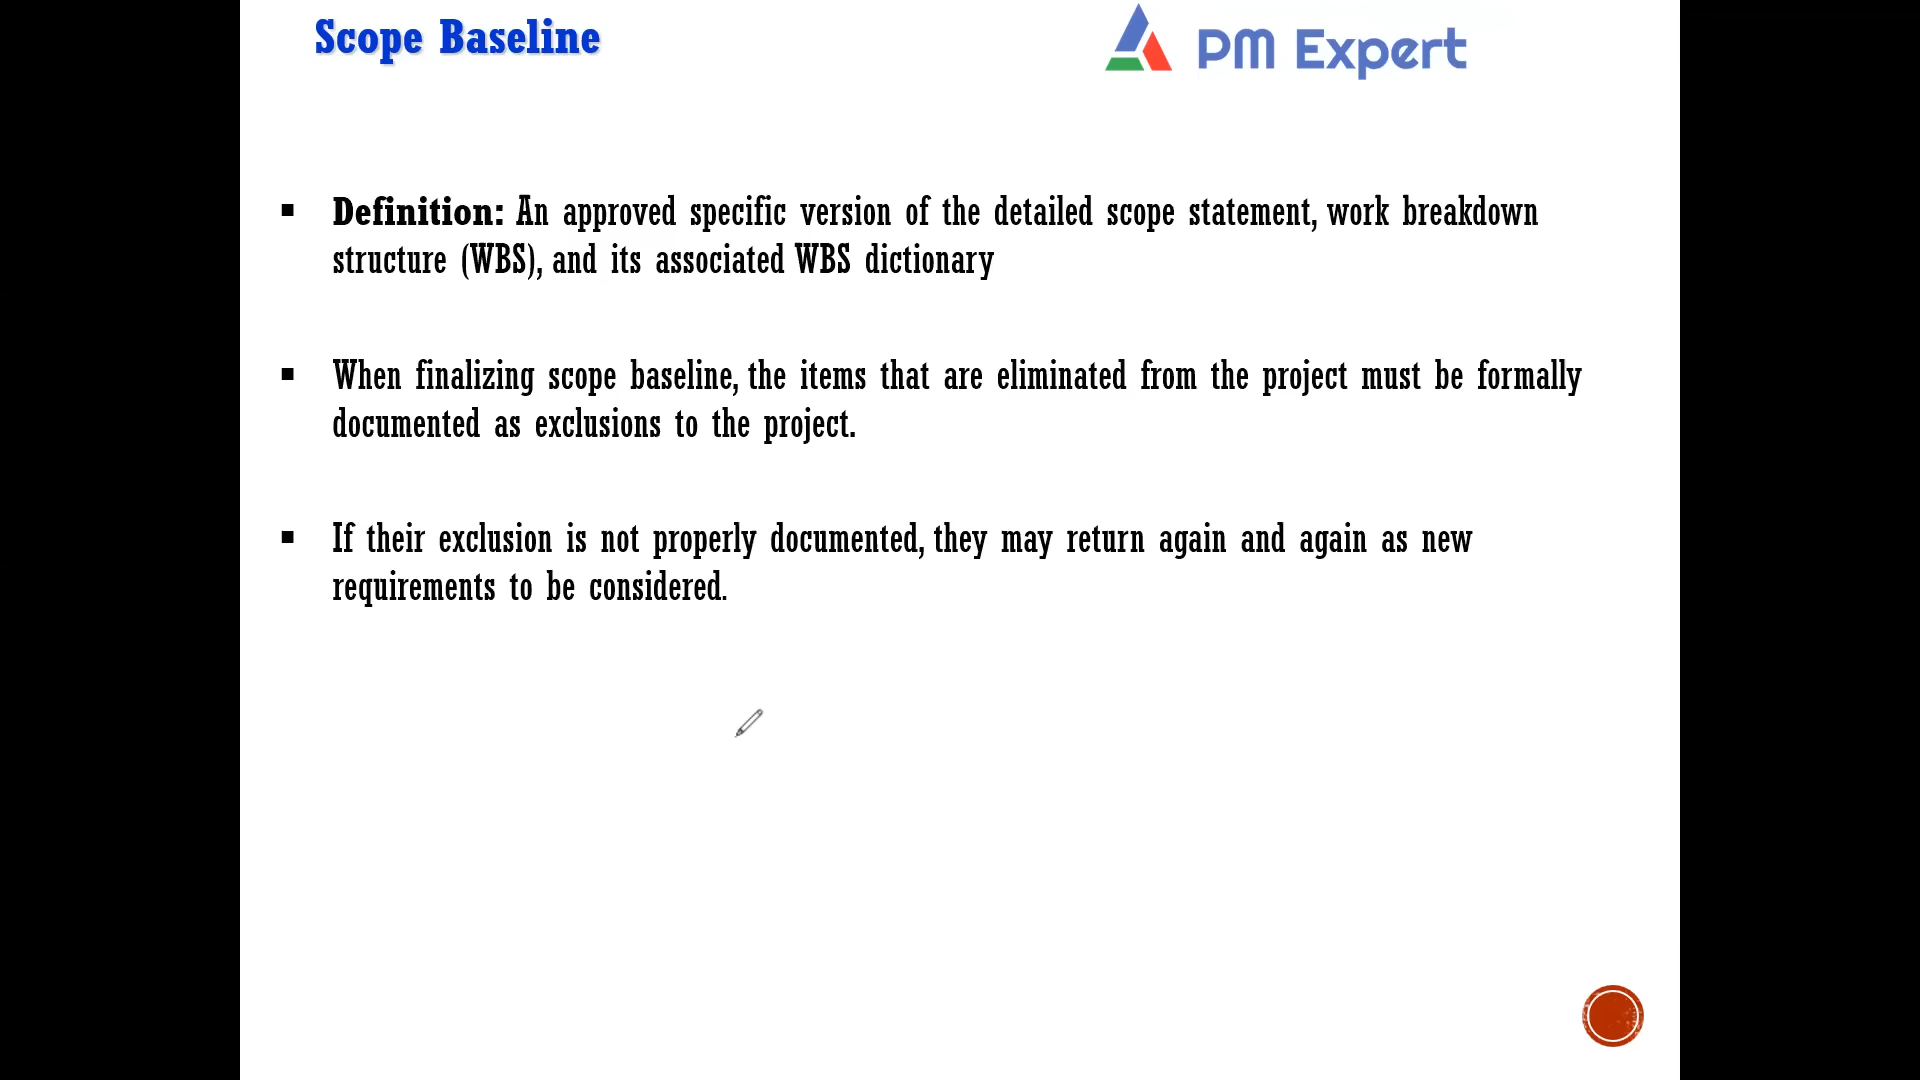 Scope Baseline
PM Expert
▪ Definition: An approved specific version of the detailed scope statement, work breakdown
structure (WBS), and its associated WBS dictionary
▪ When finalizing scope baseline, the items that are eliminated from the project must be formally
documented as exclusions to the project.
▪ If their exclusion is not properly documented, they may return again and again as new
requirements to be considered.